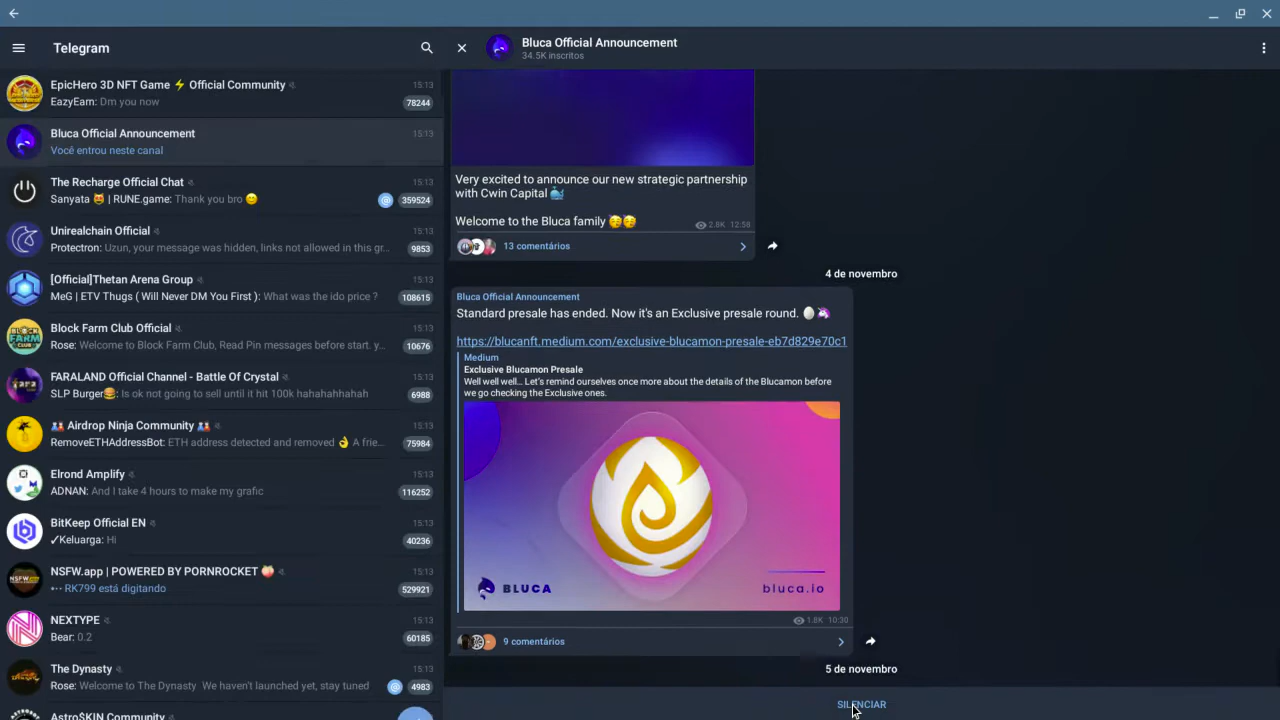 Telegram
EpicHero 3D NFT Game ⚡ Official Community
15:13
EazyEarn: Dm you now
78244
Bluca Official Announcement
15:13
Você entrou neste canal
The Recharge Official Chat
15:13
Sanyata 😸 | RUNE.game: Thank you bro 😊
@ 359524
Unirealchain Official
15:13
Protectron: Uzun, your message was hidden, links not allowed in this gr...
9853
[Official]Thetan Arena Group
15:13
MeG | ETV Thugs ( Will Never DM You First ): What was the ido price ?
108615
Block Farm Club Official
15:13
Rose: Welcome to Block Farm Club, Read Pin messages before start. y...
10676
FARALAND Official Channel - Battle Of Crystal
15:13
SLP Burger🍔: Is ok not going to sell until it hit 100k hahahahhahah
6988
Airdrop Ninja Community
15:13
RemoveETHAddressBot: ETH address detected and removed 👌 A frie...
75984
Elrond Amplify
15:13
ADNAN: And I take 4 hours to make my grafic
116252
BitKeep Official EN
15:13
✓Keluarga: Hi
40236
NSFW.app | POWERED BY PORNROCKET 🍑
15:13
RK799 está digitando
529921
NEXTYPE
15:13
Bear: 0.2
60185
The Dynasty
15:13
Rose: Welcome to The Dynasty We haven't launched yet, stay tuned
@ 4983
Astro$KIN Community
15:13
Bluca Official Announcement
34.5K inscritos
Very excited to announce our new strategic partnership
with Cwin Capital 🐳
Welcome to the Bluca family 🥳🥳
2.8K 12:58
13 comentários
4 de novembro
Bluca Official Announcement
Standard presale has ended. Now it's an Exclusive presale round. 🥚🦄
https://blucanft.medium.com/exclusive-blucamon-presale-eb7d829e70c1
Medium
Exclusive Blucamon Presale
Well well well... Let's remind ourselves once more about the details of the Blucamon before
we go checking the Exclusive ones.
BLUCA
bluca.io
1.8K 10:30
9 comentários
5 de novembro
SILENCIAR